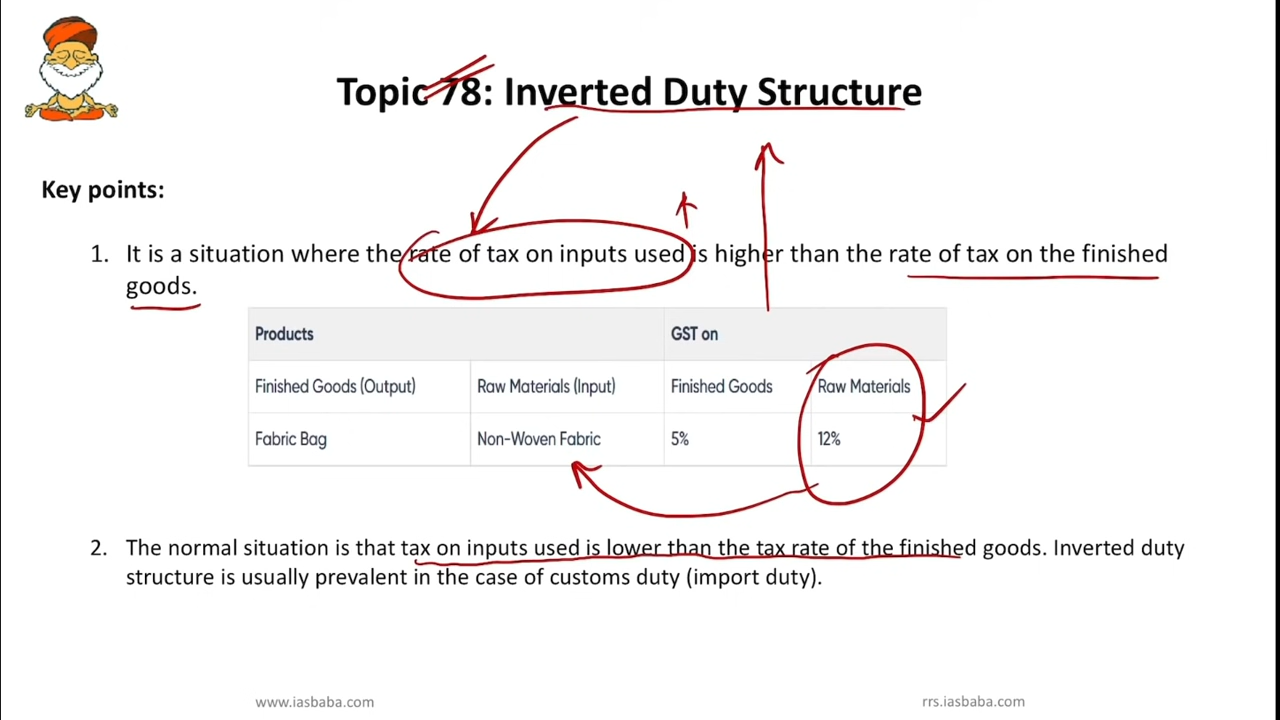 Topic 78: Inverted Duty Structure
Key points:
1. It is a situation where the rate of tax on inputs used is higher than the rate of tax on the finished
goods.
Products GST on
Finished Goods (Output) Raw Materials (Input) Finished Goods Raw Materials
Fabric Bag Non-Woven Fabric 5% 12%
2. The normal situation is that tax on inputs used is lower than the tax rate of the finished goods. Inverted duty
structure is usually prevalent in the case of customs duty (import duty).
www.iasbaba.com rrs.iasbaba.com